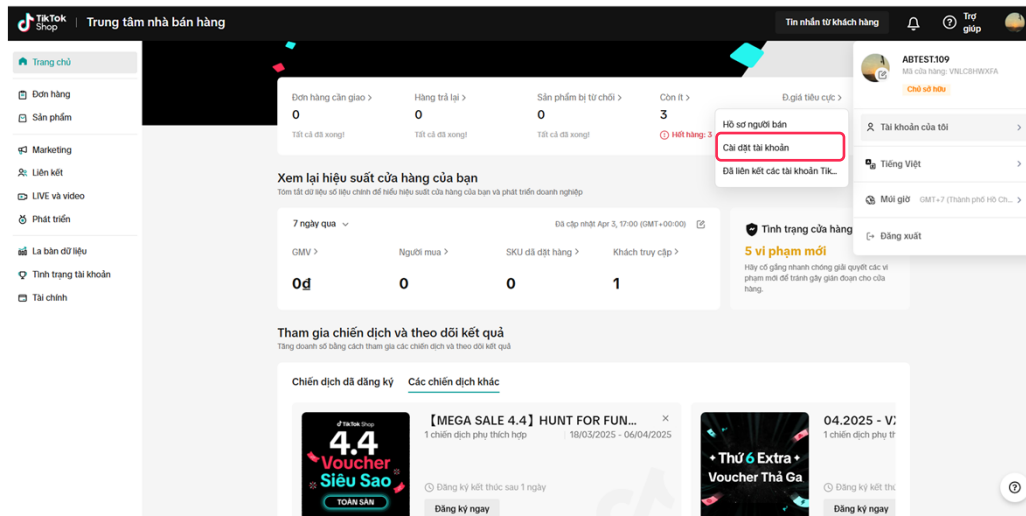 TikTok
Shop
Trung tâm nhà bán hàng
Tin nhắn từ khách hàng
Trợ giúp
Trang chủ
Đơn hàng
Sản phẩm
Marketing
Liên kết
LIVE và video
Phát triển
La bàn dữ liệu
Tình trạng tài khoản
Tài chính
Đơn hàng cần giao >
0
Tất cả đã xong!
Hàng trả lại >
0
Tất cả đã xong!
Sản phẩm bị từ chối >
0
Tất cả đã xong!
Còn ít >
3
Hết hàng: 3
Đ.giá tiêu cực >
Hồ sơ người bán
Cài đặt tài khoản
Đã liên kết các tài khoản Tik...
ABTEST.109
Mã cửa hàng: VNLC8HWXFA
Chủ sở hữu
Tài khoản của tôi
Tiếng Việt
Múi giờ GMT+7 (Thành phố Hồ Ch...
Đăng xuất
Xem lại hiệu suất cửa hàng của bạn
Tóm tắt dữ liệu số liệu chính để hiểu hiệu suất cửa hàng của bạn và phát triển doanh nghiệp
7 ngày qua
Đã cập nhật Apr 3, 17:00 (GMT+00:00)
GMV >
0₫
Người mua >
0
SKU đã đặt hàng >
0
Khách truy cập >
1
Tình trạng cửa hàng
5 vi phạm mới
Hãy cố gắng nhanh chóng giải quyết các vi
phạm mới để tránh gây gián đoạn cho cửa
hàng.
Tham gia chiến dịch và theo dõi kết quả
Tăng doanh số bằng cách tham gia các chiến dịch và theo dõi kết quả
Chiến dịch đã đăng ký
Các chiến dịch khác
TikTok Shop
4.4
Voucher
Siêu Sao
TOÀN SÀN
【MEGA SALE 4.4】HUNT FOR FUN...
1 chiến dịch phụ thích hợp
18/03/2025 - 06/04/2025
Đăng ký kết thúc sau 1 ngày
Đăng ký ngay
Thứ 6 Extra
Voucher Thả Ga
04.2025 -
1 chiến dịch phụ
Đăng ký kết
Đăng ký ngay